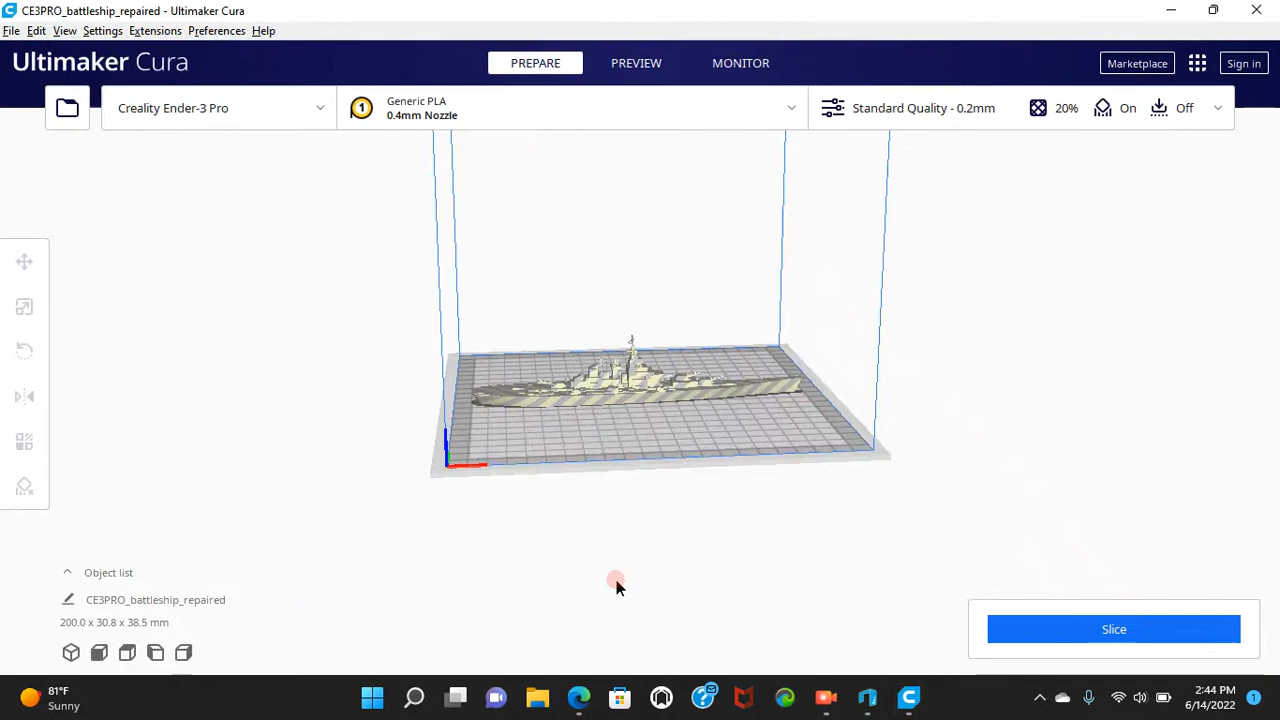 CE3PRO_battleship_repaired - Ultimaker Cura
File Edit View Settings Extensions Preferences Help
Ultimaker Cura
PREPARE PREVIEW MONITOR
Marketplace
Sign in
Creality Ender-3 Pro
1
Generic PLA
0.4mm Nozzle
Standard Quality - 0.2mm
20%
On
Off
Object list
CE3PRO_battleship_repaired
200.0 x 30.8 x 38.5 mm
Slice
81°F
Sunny
2:44 PM
6/14/2022
1